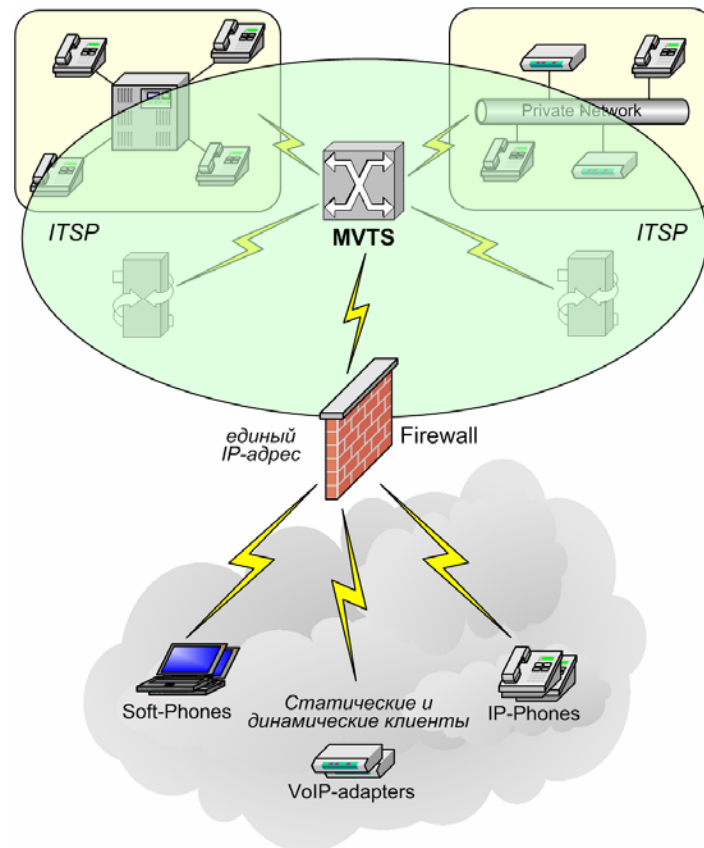 Private Network
ITSP
MVTS
ITSP
единый
IP-адрес
Firewall
Soft-Phones
Статические и
динамические клиенты
IP-Phones
VoIP-adapters